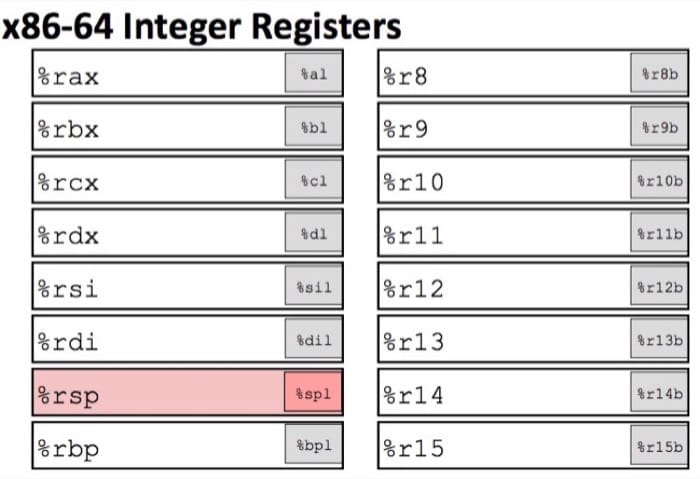 x86-64 Integer Registers
%rax %al %r8 %r8b
%rbx %bl %r9 %r9b
%rcx %cl %r10 %r10b
%rdx %dl %r11 %r11b
%rsi %sil %r12 %r12b
%rdi %dil %r13 %r13b
%rsp %spl %r14 %r14b
%rbp %bpl %r15 %r15b